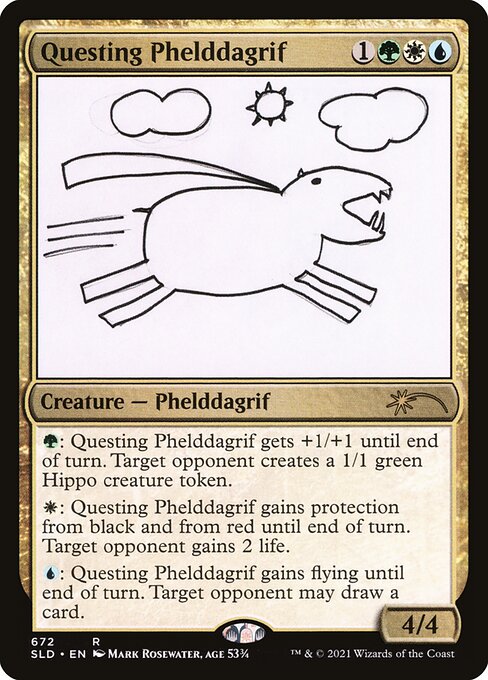 Questing Phelddagrif 1
Creature — Phelddagrif
: Questing Phelddagrif gets +1/+1 until end
of turn. Target opponent creates a 1/1 green
Hippo creature token.
: Questing Phelddagrif gains protection
from black and from red until end of turn.
Target opponent gains 2 life.
: Questing Phelddagrif gains flying until
end of turn. Target opponent may draw a
card.
4/4
672 R
SLD • EN MARK ROSEWATER, AGE 53¾ ™ & © 2021 Wizards of the Coast